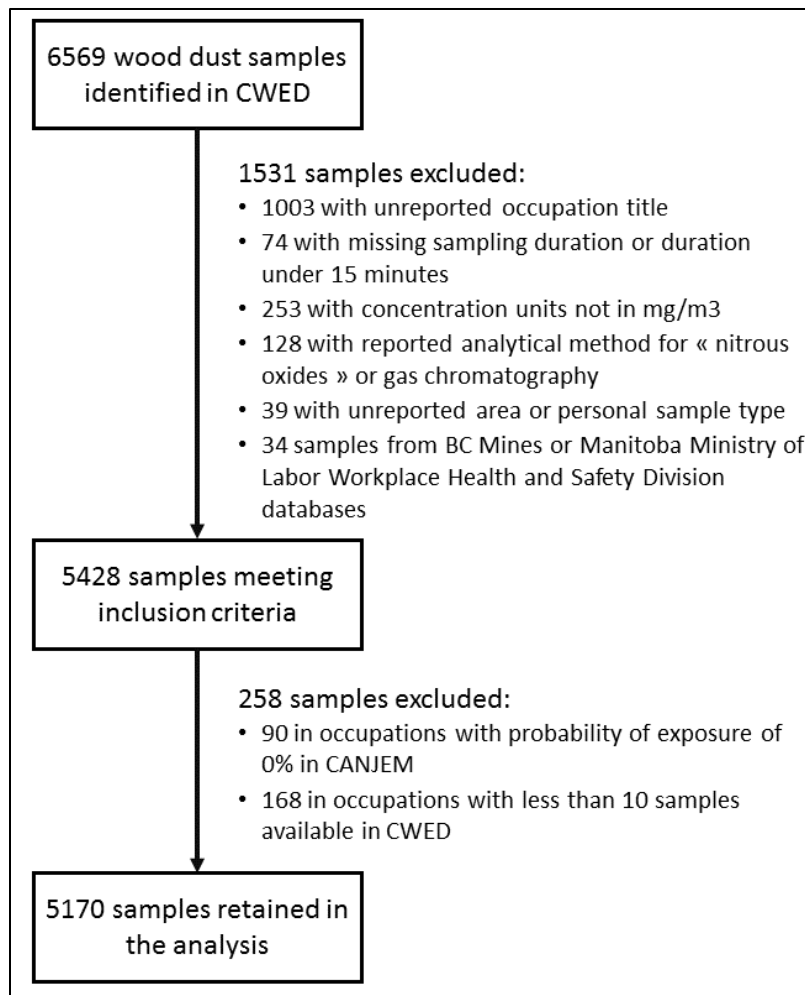 6569 wood dust samples
identified in CWED
1531 samples excluded:
• 1003 with unreported occupation title
• 74 with missing sampling duration or duration
under 15 minutes
• 253 with concentration units not in mg/m3
• 128 with reported analytical method for « nitrous
oxides » or gas chromatography
• 39 with unreported area or personal sample type
• 34 samples from BC Mines or Manitoba Ministry of
Labor Workplace Health and Safety Division
databases
5428 samples meeting
inclusion criteria
258 samples excluded:
• 90 in occupations with probability of exposure of
0% in CANJEM
• 168 in occupations with less than 10 samples
available in CWED
5170 samples retained in
the analysis